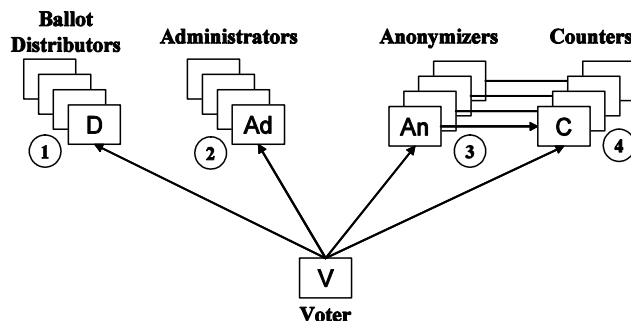 Ballot
Distributors
Administrators
Anonymizers
Counters
D
Ad
An
C
1
2
3
4
V
Voter